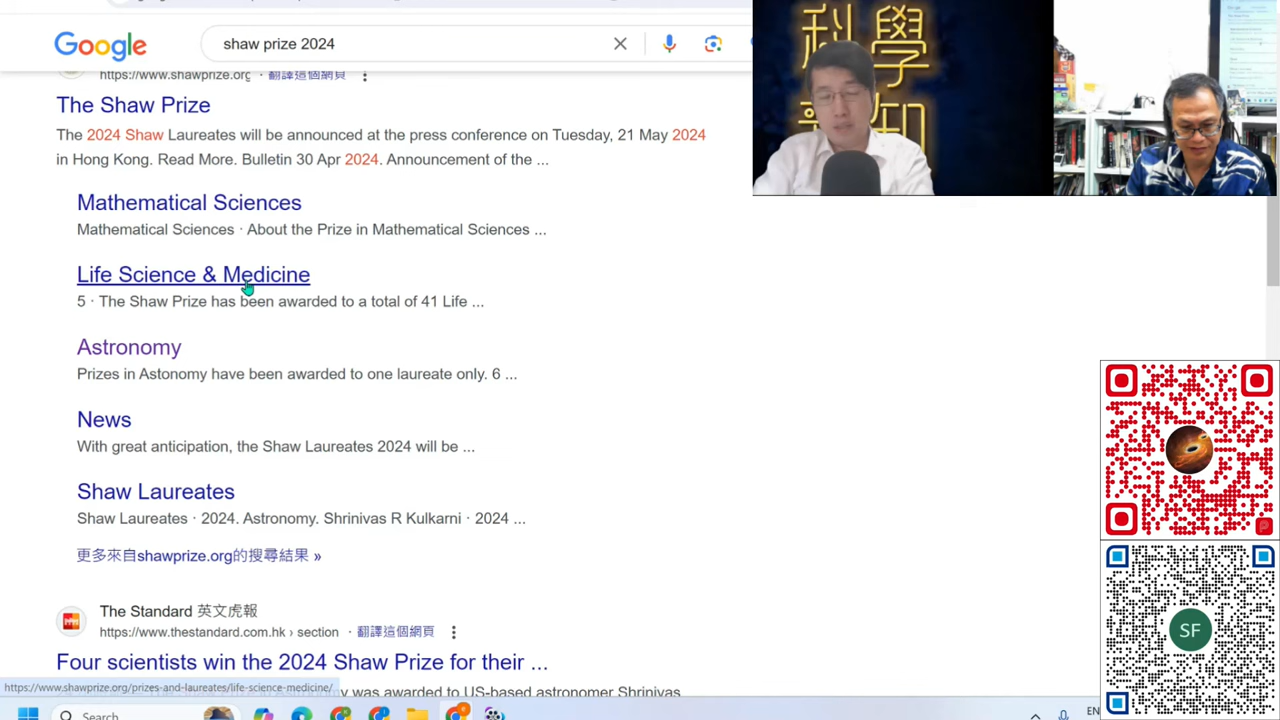 Google
shaw prize 2024
https://www.shawprize.org · 翻譯這個網頁
The Shaw Prize
The 2024 Shaw Laureates will be announced at the press conference on Tuesday, 21 May 2024
in Hong Kong. Read More. Bulletin 30 Apr 2024. Announcement of the ...
Mathematical Sciences
Mathematical Sciences · About the Prize in Mathematical Sciences ...
Life Science & Medicine
5 · The Shaw Prize has been awarded to a total of 41 Life ...
Astronomy
Prizes in Astonomy have been awarded to one laureate only. 6 ...
News
With great anticipation, the Shaw Laureates 2024 will be ...
Shaw Laureates
Shaw Laureates · 2024. Astronomy. Shrinivas R Kulkarni · 2024 ...
更多來自shawprize.org的搜尋結果 »
The Standard 英文虎報
https://www.thestandard.com.hk › section · 翻譯這個網頁
Four scientists win the 2024 Shaw Prize for their ...
https://www.shawprize.org/prizes-and-laureates/life-science-medicine/
my was awarded to US-based astronomer Shrinivas
Search
EN
科學
知
SF